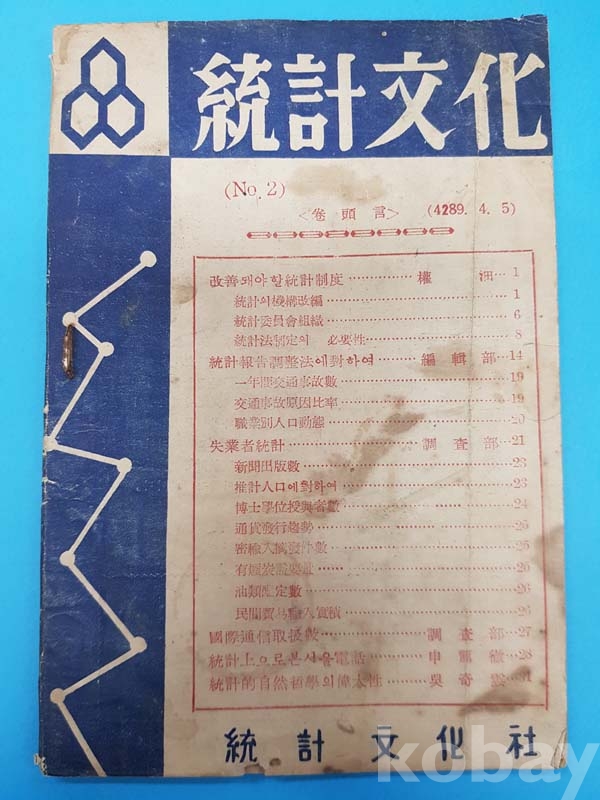 統計文化
(No.2)
<卷頭言> (4289. 4. 5)
改善돼야할統計制度 …… 權 … 1
統計의機構改編 …… 1
統計委員會組織 …… 6
統計法制定의 必要性 …… 8
統計報告調整法에對하여 …… 編輯部 … 14
一年間交通事故數 …… 19
交通事故原因比率 …… 19
職業別人口動態 …… 20
失業者統計 …… 調査部 … 21
新聞出版數 …… 23
推計人口에對하여 …… 23
博士學位授與者數 …… 24
通貨發行趨勢 …… 25
密輸入摘發件數 …… 25
有煙炭需要 …… 26
油類 定數 …… 26
民間貿易輸入實積 …… 26
國際通信取扱數 …… 調査部 … 27
統計上으로본서울電話 …… 申 … 28
統計的自然哲學의偉大性 …… 吳奇 … 31
統計文化社
kobay